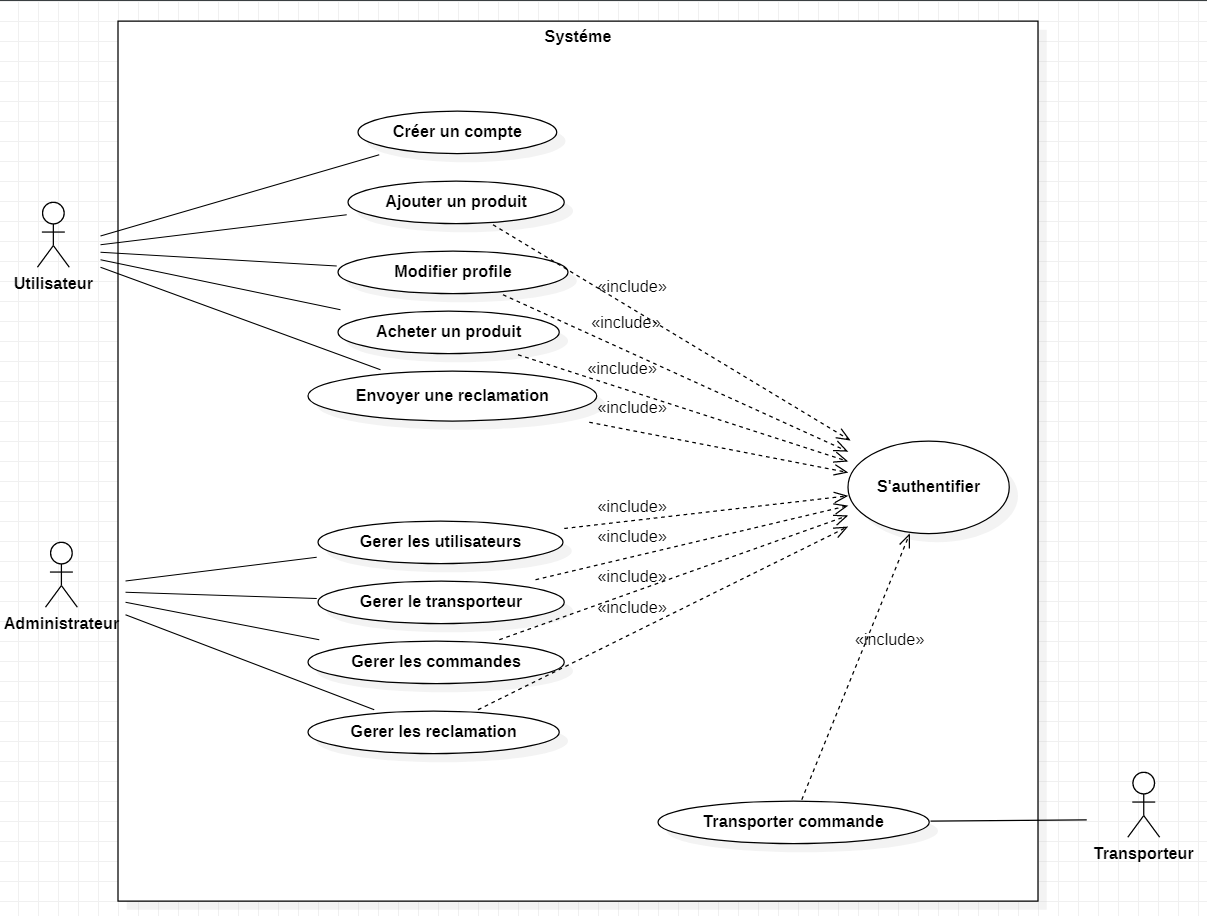 Systéme
Créer un compte
Ajouter un produit
Utilisateur
Modifier profile
«include»
«include»
Acheter un produit
«include»
Envoyer une reclamation
«include»
S'authentifier
«include»
Gerer les utilisateurs
«include»
«include»
Gerer le transporteur
«include»
Administrateur
«include»
Gerer les commandes
Gerer les reclamation
Transporter commande
Transporteur